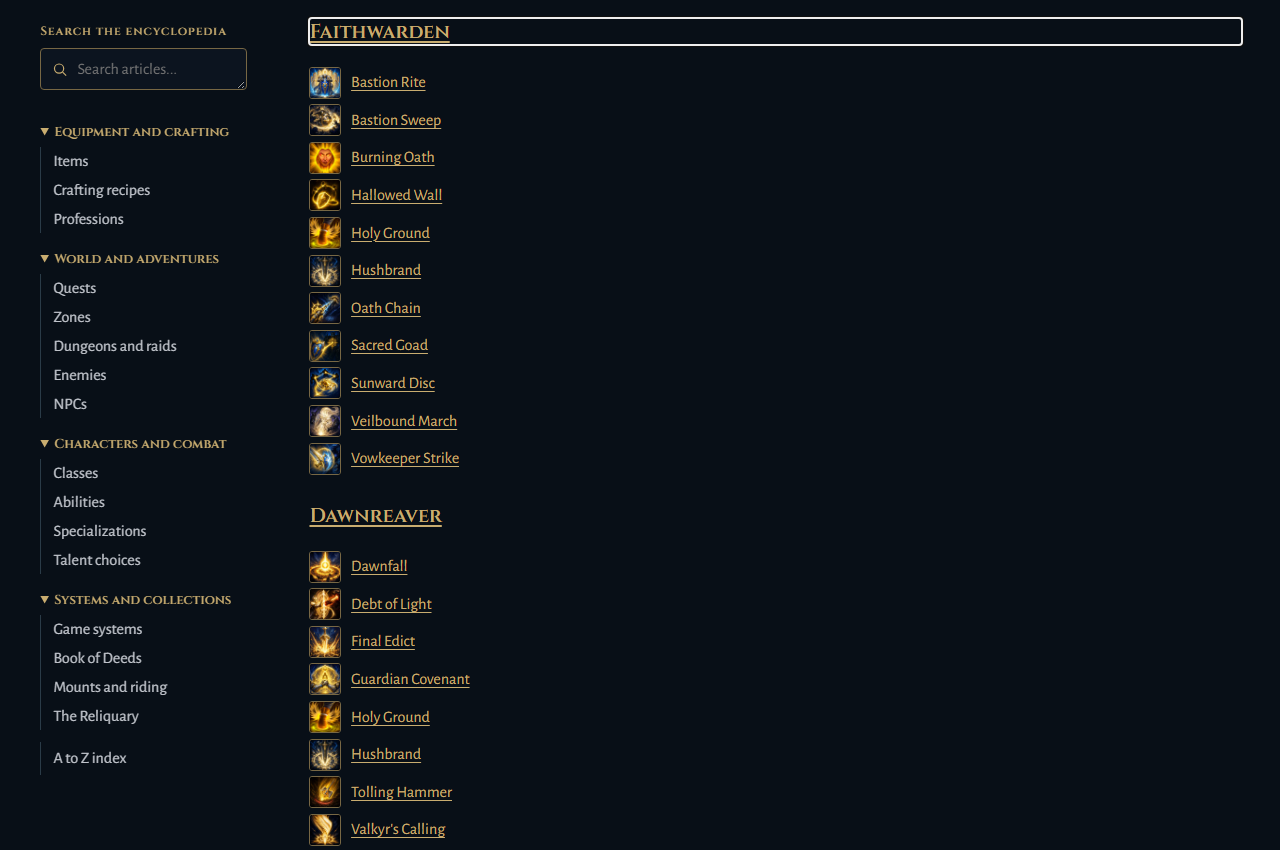 Search the encyclopedia
Search articles...
Equipment and crafting
Items
Crafting recipes
Professions
World and adventures
Quests
Zones
Dungeons and raids
Enemies
NPCs
Characters and combat
Classes
Abilities
Specializations
Talent choices
Systems and collections
Game systems
Book of Deeds
Mounts and riding
The Reliquary
A to Z index
Faithwarden
Bastion Rite
Bastion Sweep
Burning Oath
Hallowed Wall
Holy Ground
Hushbrand
Oath Chain
Sacred Goad
Sunward Disc
Veilbound March
Vowkeeper Strike
Dawnreaver
Dawnfall
Debt of Light
Final Edict
Guardian Covenant
Holy Ground
Hushbrand
Tolling Hammer
Valkyr's Calling